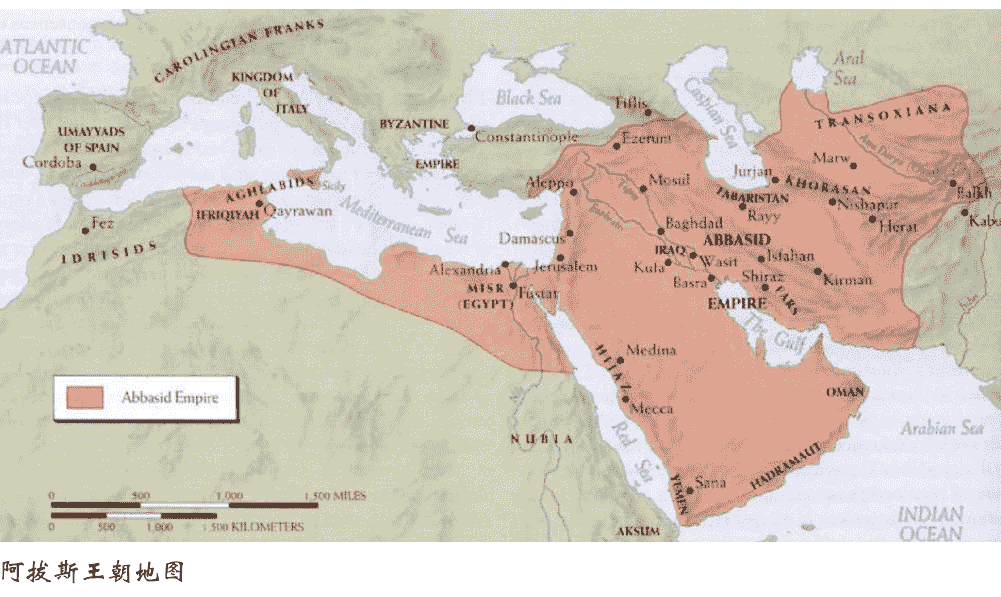 ATLANTIC
OCEAN
CAROLINGIAN FRANKS
KINGDOM
OF
ITALY
UMAYYADS
OF SPAIN
Cordoba
Fez
IDRISIDS
AGHLABIDS
IFRIQIYAH
Qayrawan
Sicily
Mediterranean Sea
BYZANTINE
EMPIRE
Constantinople
Black Sea
Tiflis
Ezerum
Caspian Sea
Aral
Sea
TRANSOXIANA
Amu Darya
Marw
Jurjan
KHORASAN
Balkh
Nishapur
Kabu
Herat
TABARISTAN
Rayy
Mosul
Aleppo
Tigris
Euphrates
Baghdad
ABBASID
EMPIRE
Damascus
IRAQ
Wasit
Isfahan
Jerusalem
Kufa
Basra
Shiraz
Kirman
FARS
Alexandria
MISR
(EGYPT)
Fustat
The Gulf
HIJAZ
Medina
Mecca
OMAN
Arabian Sea
Red Sea
NUBIA
HADRAMAUT
YEMEN
Sana
AKSUM
INDIAN
OCEAN
Abbasid Empire
0 500 1,000 1,500 MILES
0 500 1,000 1,500 KILOMETERS
阿拔斯王朝地图